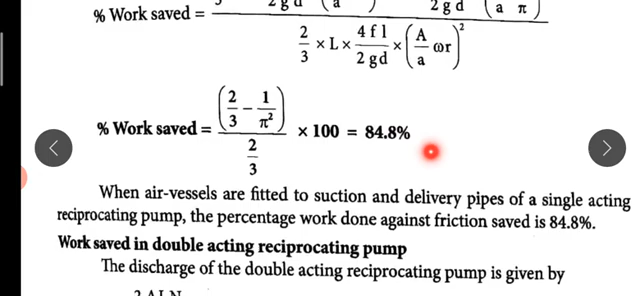 2 g d (a ) 2 g d (a π)
% Work saved =
2/3 × L × 4 f l / 2 gd × (A/a ωr)²
% Work saved = (2/3 − 1/π²) / 2/3 × 100 = 84.8%
When air-vessels are fitted to suction and delivery pipes of a single acting
reciprocating pump, the percentage work done against friction saved is 84.8%.
Work saved in double acting reciprocating pump
The discharge of the double acting reciprocating pump is given by